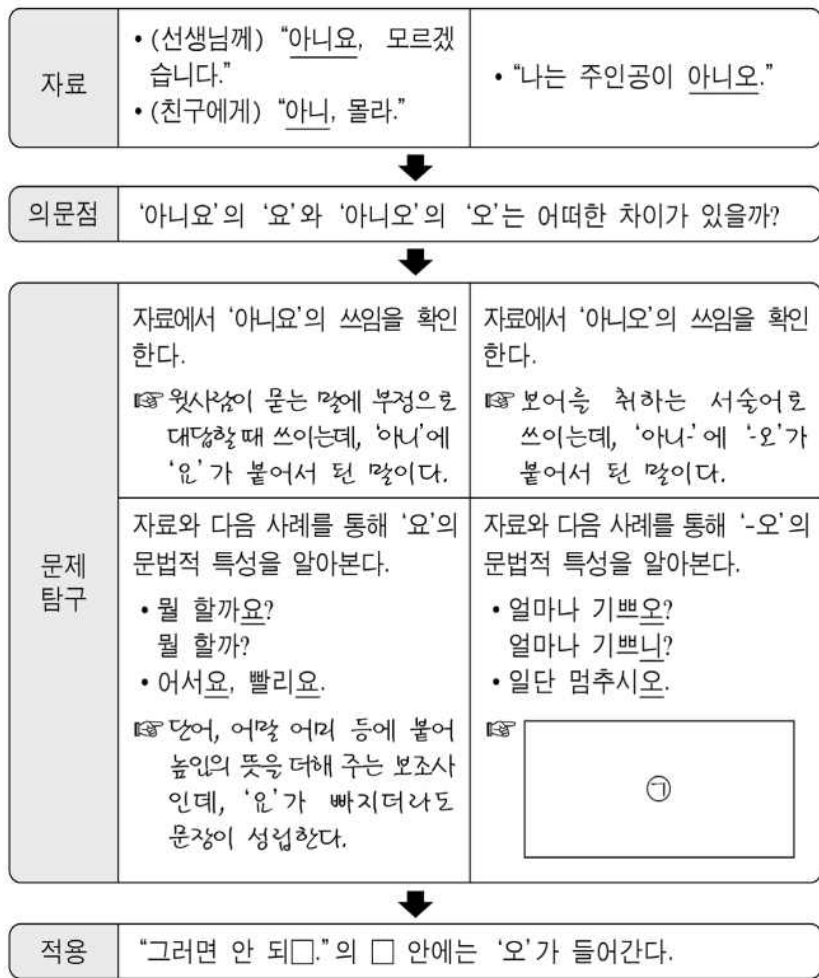 자료
• (선생님께) “아니요, 모르겠
습니다.”
• (친구에게) “아니, 몰라.”
• “나는 주인공이 아니오.”
의문점
‘아니요’의 ‘요’와 ‘아니오’의 ‘오’는 어떠한 차이가 있을까?
문제
탐구
자료에서 ‘아니요’의 쓰임을 확인
한다.
☞ 윗사람이 묻는 말에 부정으로
대답할 때 쓰이는데, ‘아니’에
‘요’가 붙어서 된 말이다.
자료에서 ‘아니오’의 쓰임을 확인
한다.
☞ 보어를 취하는 서술어로
쓰이는데, ‘아니-’에 ‘-오’가
붙어서 된 말이다.
자료와 다음 사례를 통해 ‘요’의
문법적 특성을 알아본다.
• 뭘 할까요?
뭘 할까?
• 어서요, 빨리요.
☞ 단어, 어말 어미 등에 붙어
높임의 뜻을 더해 주는 보조사
인데, ‘요’가 빠지더라도
문장이 성립한다.
자료와 다음 사례를 통해 ‘-오’의
문법적 특성을 알아본다.
• 얼마나 기쁘오?
얼마나 기쁘니?
• 일단 멈추시오.
☞
㉠
적용
“그러면 안 되□.”의 □ 안에는 ‘오’가 들어간다.